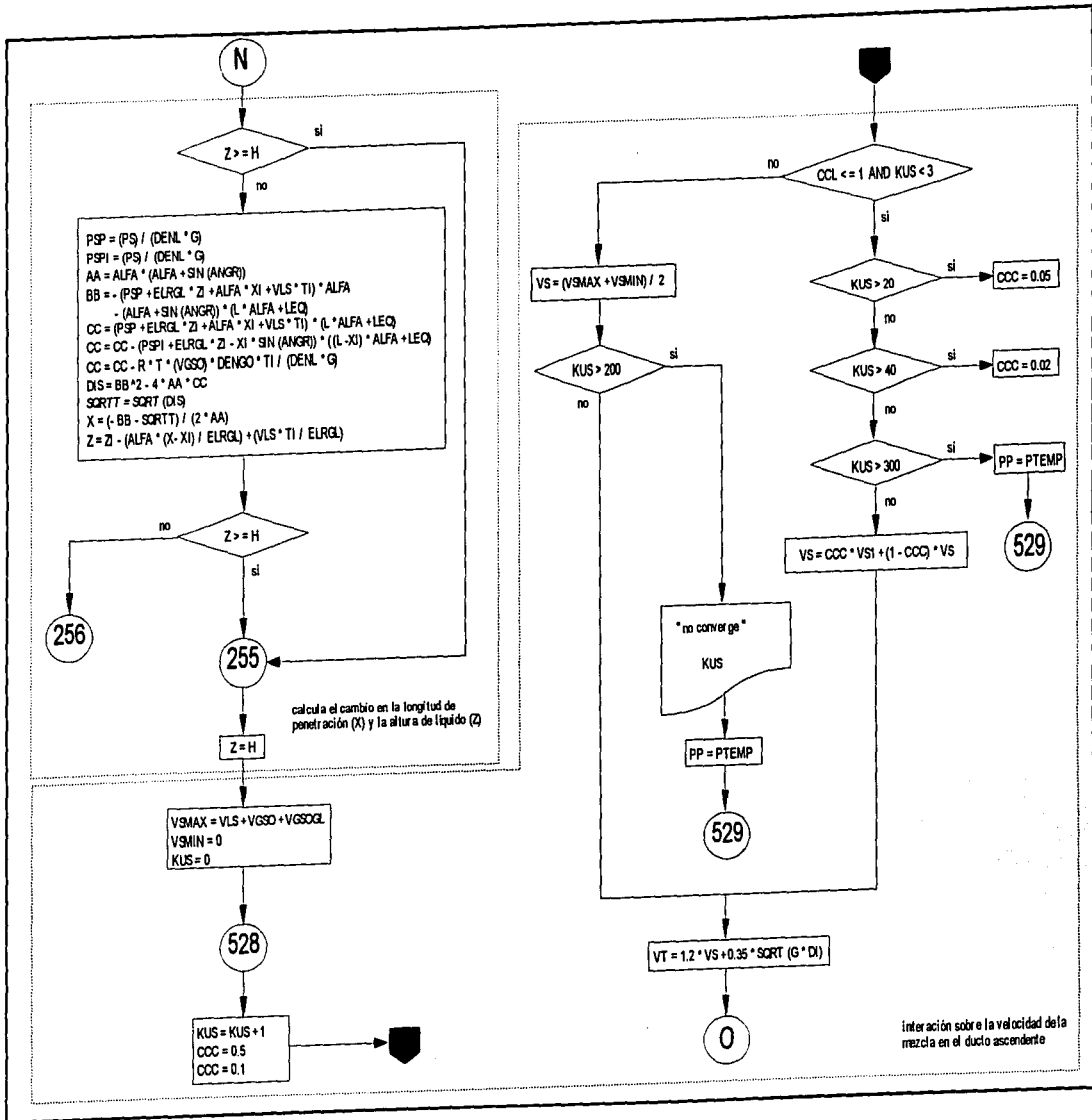 N
Z >= H
si
no
PSP = (PS) / (DENL * G)
PSPI = (PS) / (DENL * G)
AA = ALFA * (ALFA + SIN (ANGR))
BB = - (PSP + ELRGL * ZI + ALFA * XI + VLS * TI) * ALFA
- (ALFA + SIN (ANGR)) * (L * ALFA + LEQ)
CC = (PSP + ELRGL * ZI + ALFA * XI + VLS * TI) * (L * ALFA + LEQ)
CC = CC - (PSPI + ELRGL * ZI - XI * SIN (ANGR)) * ((L - XI) * ALFA + LEQ)
CC = CC - R * T * (VGSO) * DENGO * TI / (DENL * G)
DIS = BB ^2 - 4 * AA * CC
SQRTT = SQRT (DIS)
X = (- BB - SQRTT) / (2 * AA)
Z = ZI - (ALFA * (X - XI) / ELRGL) + (VLS * TI / ELRGL)
Z >= H
no
si
256
255
calcula el cambio en la longitud de
penetración (X) y la altura de líquido (Z)
Z = H
VSMAX = VLS + VGSO + VGSOGL
VSMIN = 0
KUS = 0
528
KUS = KUS + 1
CCC = 0.5
CCC = 0.1
CCL <= 1 AND KUS < 3
no
si
VS = (VSMAX + VSMIN) / 2
KUS > 200
si
no
" no converge "
KUS
PP = PTEMP
529
KUS > 20
si
CCC = 0.05
no
KUS > 40
si
CCC = 0.02
no
KUS > 300
si
PP = PTEMP
529
no
VS = CCC * VS1 + (1 - CCC) * VS
VT = 1.2 * VS + 0.35 * SQRT (G * DI)
O
interación sobre la velocidad de la
mezcla en el ducto ascendente